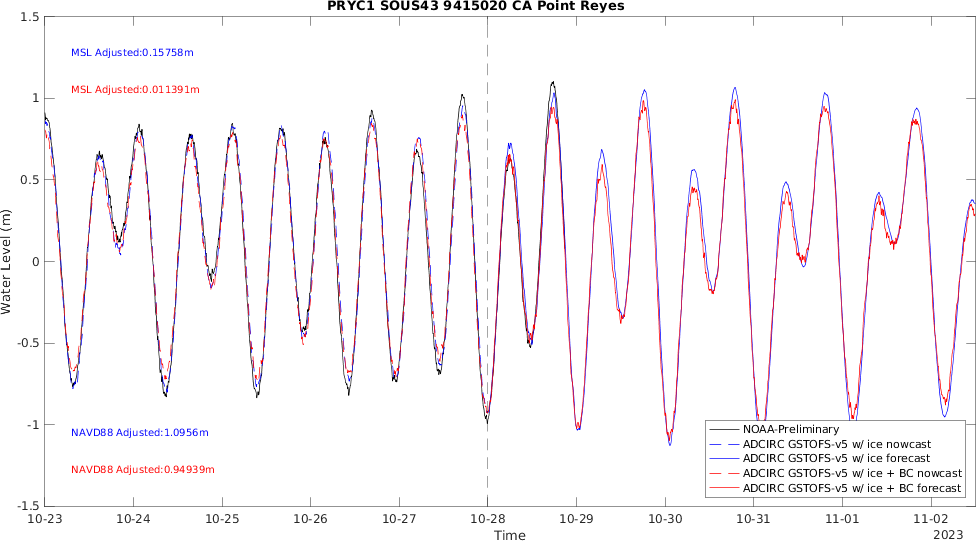 PRYC1 SOUS43 9415020 CA Point Reyes
1.5
1
0.5
0
-0.5
-1
-1.5
Water Level (m)
MSL Adjusted:0.15758m
MSL Adjusted:0.011391m
NAVD88 Adjusted:1.0956m
NAVD88 Adjusted:0.94939m
NOAA-Preliminary
ADCIRC GSTOFS-v5 w/ ice nowcast
ADCIRC GSTOFS-v5 w/ ice forecast
ADCIRC GSTOFS-v5 w/ ice + BC nowcast
ADCIRC GSTOFS-v5 w/ ice + BC forecast
10-23 10-24 10-25 10-26 10-27 10-28 10-29 10-30 10-31 11-01 11-02
Time
2023